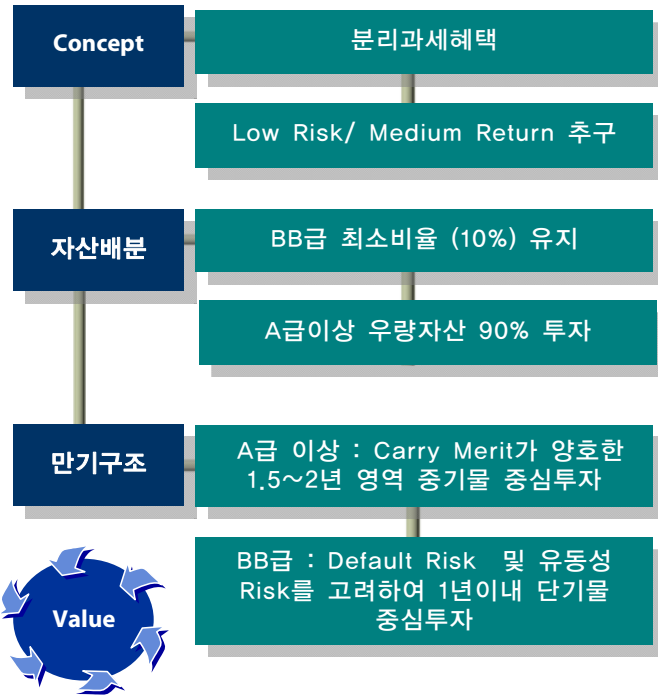 Concept
분리과세혜택
Low Risk/ Medium Return 추구
자산배분
BB급 최소비율 (10%) 유지
A급이상 우량자산 90% 투자
만기구조
A급 이상 : Carry Merit가 양호한
1.5~2년 영역 중기물 중심투자
BB급 : Default Risk 및 유동성
Risk를 고려하여 1년이내 단기물
중심투자
Value